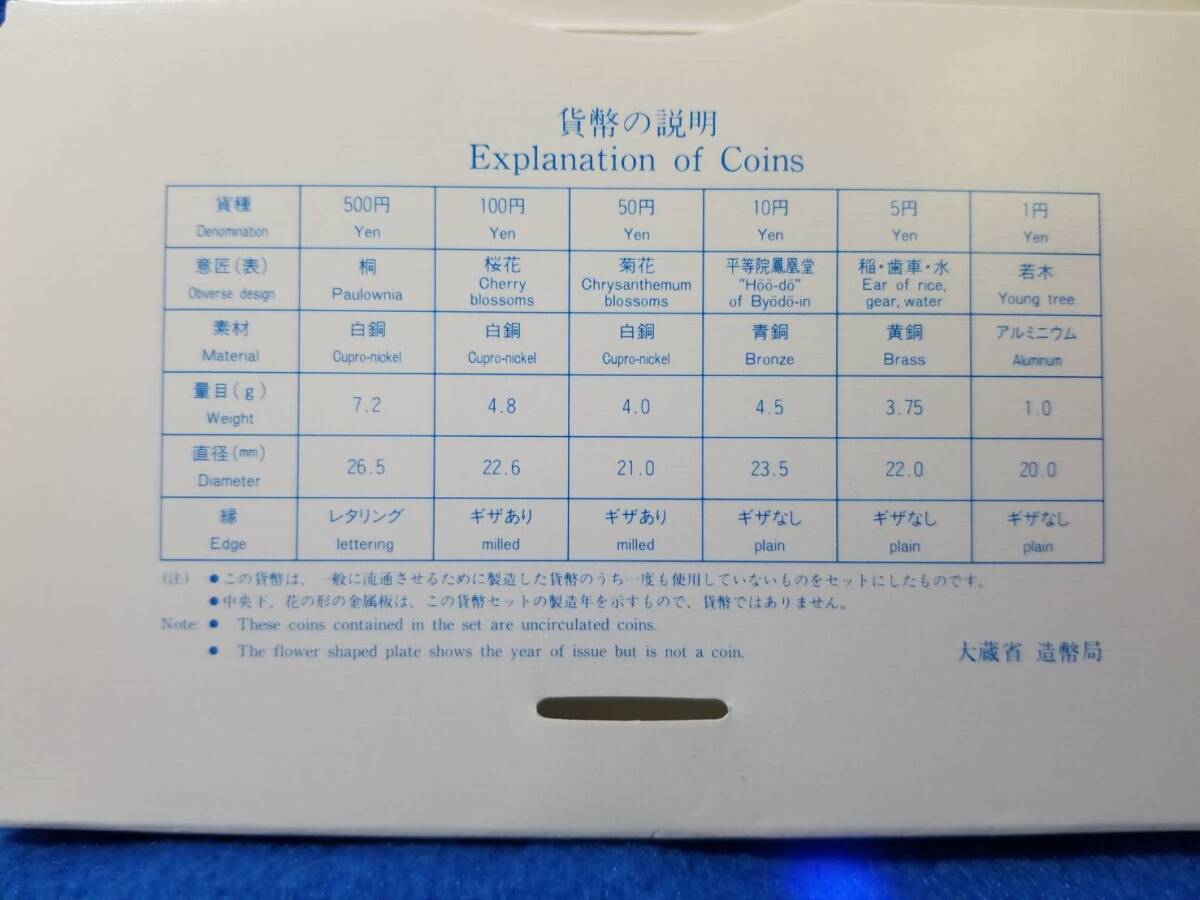 貨幣の説明
Explanation of Coins
貨種 500円 100円 50円 10円 5円 1円
Denomination Yen Yen Yen Yen Yen Yen
意匠(表) 桐 桜花 菊花 平等院鳳凰堂 稲・歯車・水 若木
Obverse design Paulownia Cherry blossoms Chrysanthemum blossoms "Hōō-dō" of Byōdō-in Ear of rice, gear, water Young tree
素材 白銅 白銅 白銅 青銅 黄銅 アルミニウム
Material Cupro-nickel Cupro-nickel Cupro-nickel Bronze Brass Aluminum
量目(g) 7.2 4.8 4.0 4.5 3.75 1.0
Weight
直径(mm) 26.5 22.6 21.0 23.5 22.0 20.0
Diameter
縁 レタリング ギザあり ギザあり ギザなし ギザなし ギザなし
Edge lettering milled milled plain plain plain
(注) ●この貨幣は、一般に流通させるために製造した貨幣のうち一度も使用していないものをセットにしたものです。
●中央下、花の形の金属板は、この貨幣セットの製造年を示すもので、貨幣ではありません。
Note: ● These coins contained in the set are uncirculated coins.
● The flower shaped plate shows the year of issue but is not a coin.
大蔵省 造幣局